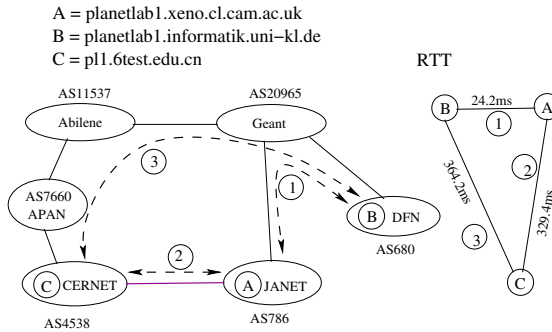 A = planetlab1.xeno.cl.cam.ac.uk
B = planetlab1.informatik.uni−kl.de
C = pl1.6test.edu.cn
RTT
AS11537
AS20965
Abilene
Geant
B
24.2ms
A
1
3
1
2
AS7660
APAN
B DFN
364.2ms
329.4ms
AS680
3
2
C CERNET
A JANET
C
AS4538
AS786